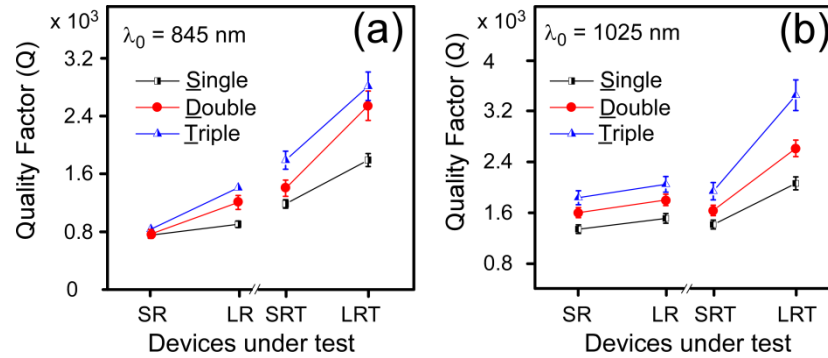 x 10³
(a)
λ₀ = 845 nm
Single
Double
Triple
Quality Factor (Q)
3.2
2.4
1.6
0.8
0
SR LR SRT LRT
Devices under test
x 10³
(b)
λ₀ = 1025 nm
Single
Double
Triple
Quality Factor (Q)
4
3.2
2.4
1.6
0.8
SR LR SRT LRT
Devices under test